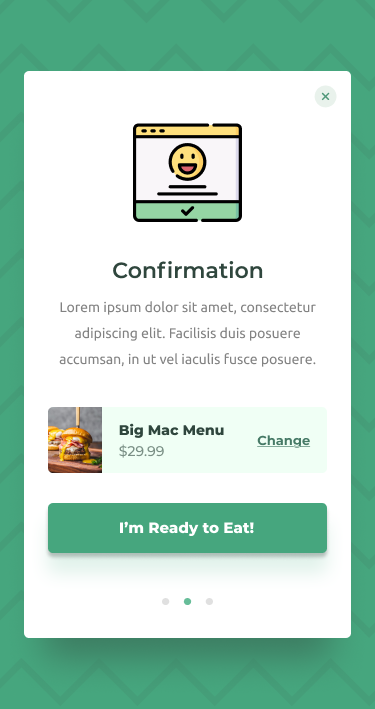 Confirmation
Lorem ipsum dolor sit amet, consectetur
adipiscing elit. Facilisis duis posuere
accumsan, in ut vel iaculis fusce posuere.
Big Mac Menu
$29.99
Change
I’m Ready to Eat!